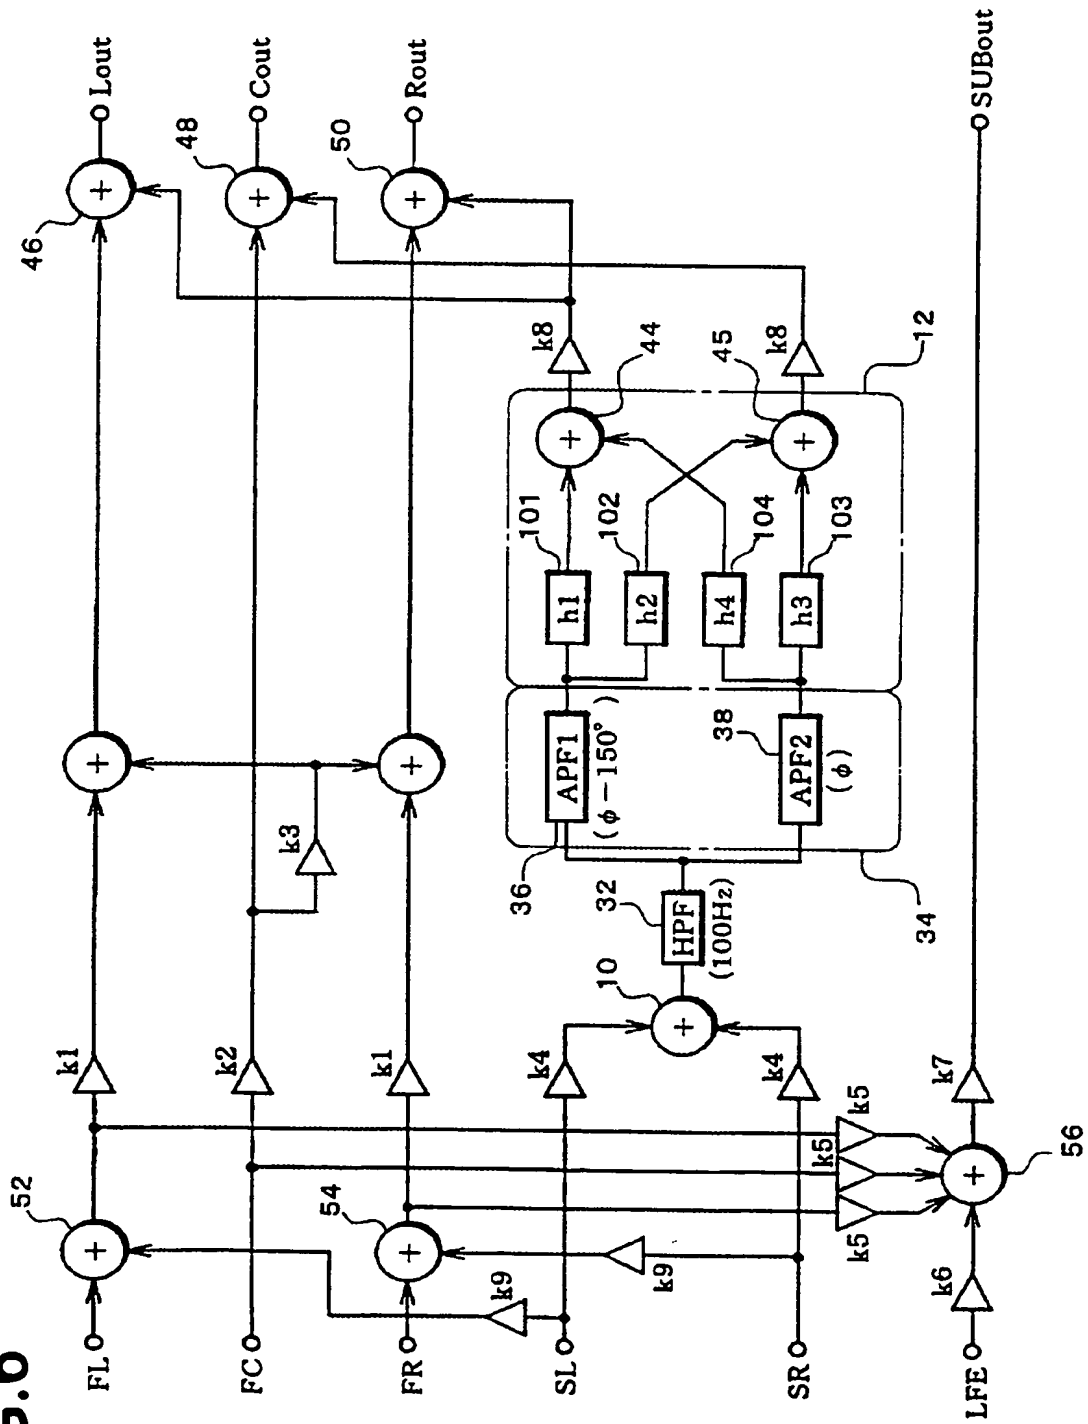 FL
52
k1
46
Lout
FC
k2
k3
48
Cout
FR
54
k1
50
Rout
SL
k9
k4
10
32
HPF
(100Hz)
36
APF1
(φ−150°)
101
h1
102
h2
44
k8
SR
k9
k4
38
APF2
(φ)
104
h4
103
h3
45
k8
34
12
k5
k5
k5
LFE
k6
56
k7
SUBout